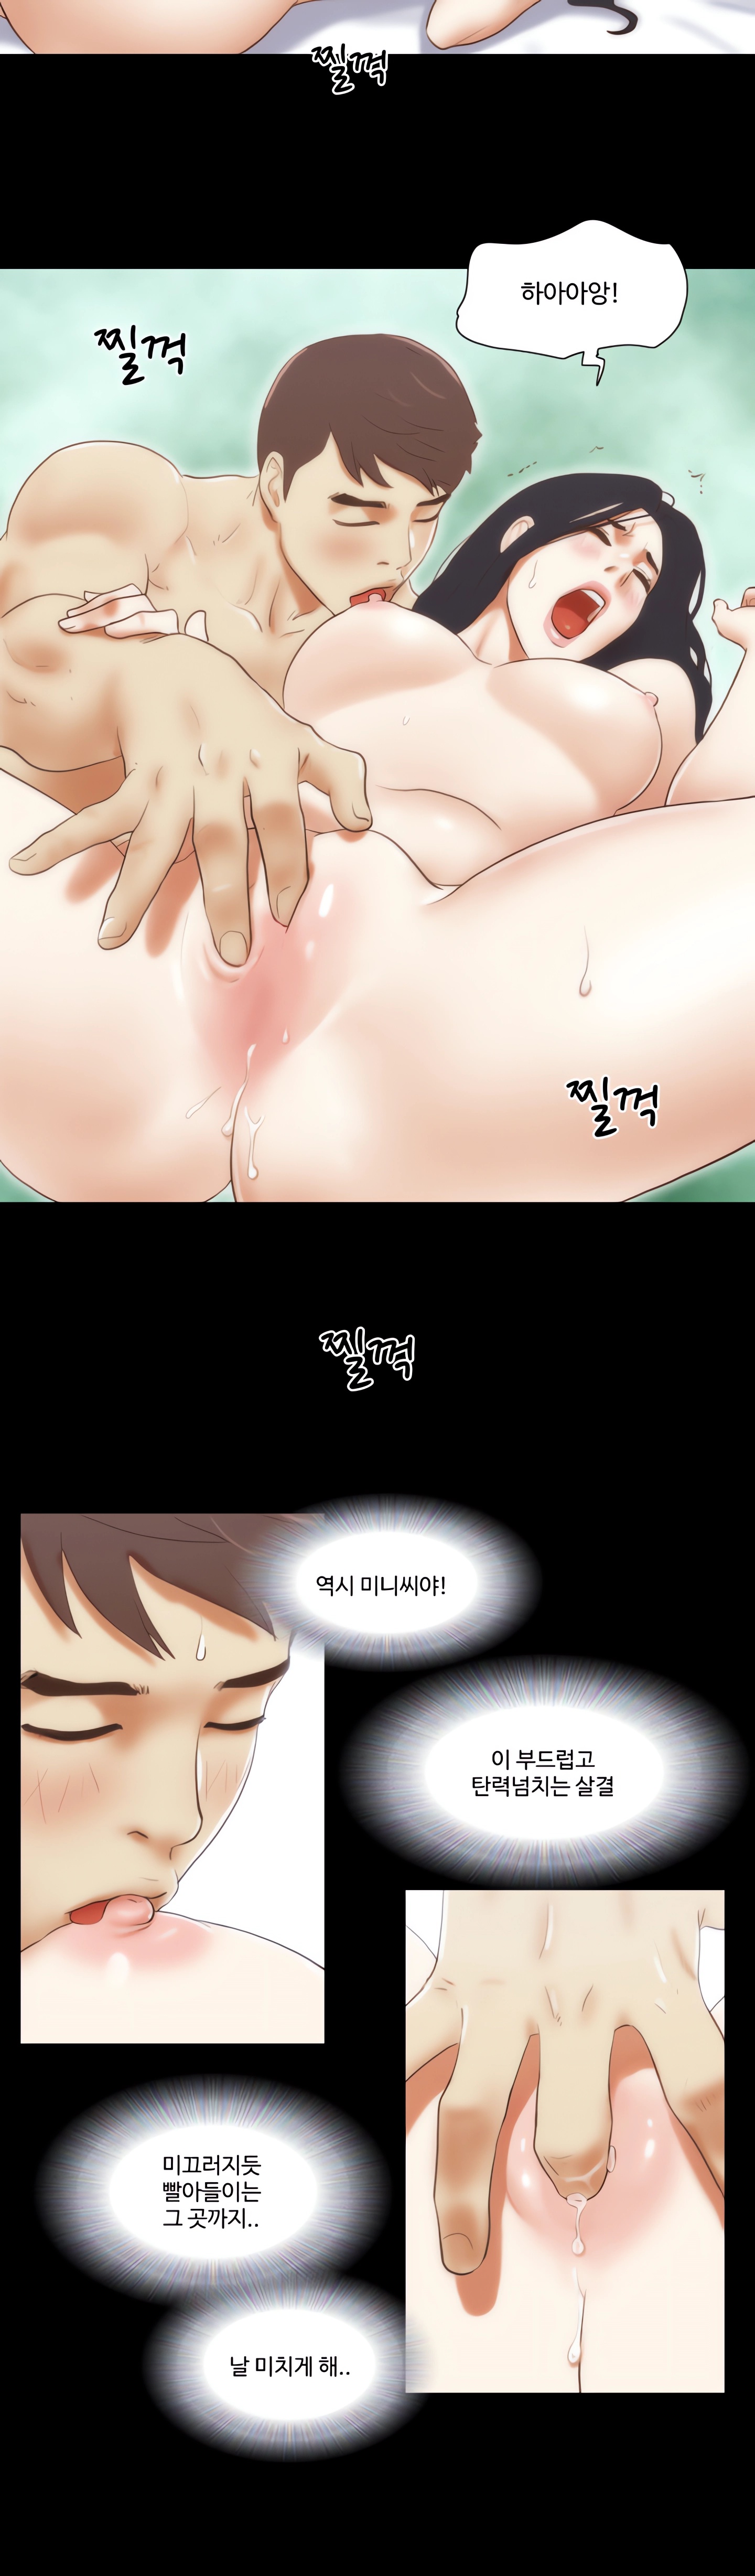 찔꺽
하아아앙!
찔꺽
찔꺽
찔꺽
역시 미니씨야!
이 부드럽고
탄력넘치는 살결
미끄러지듯
빨아들이는
그 곳까지..
날 미치게 해..